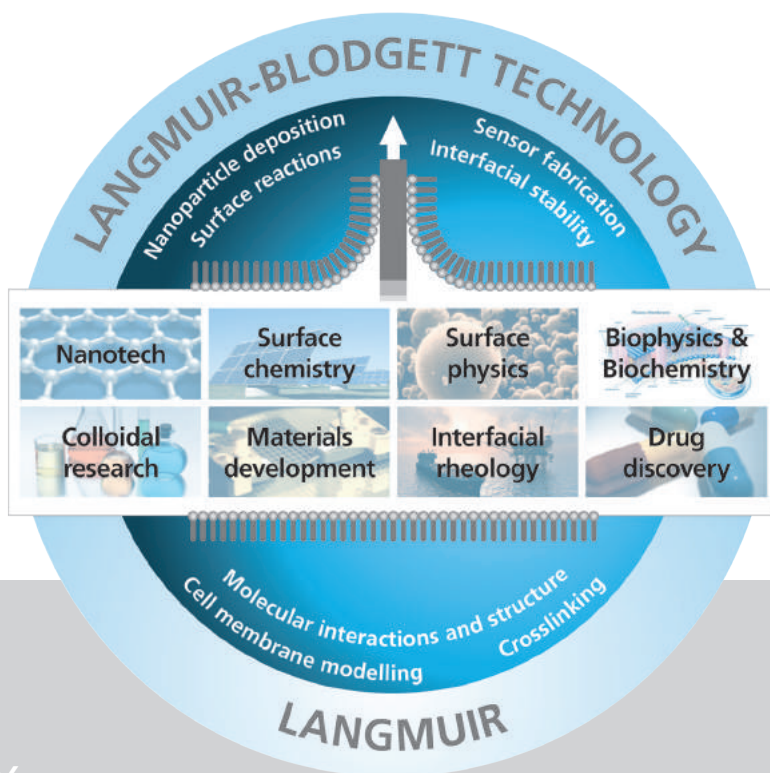 LANGMUIR-BLODGETT TECHNOLOGY
Nanoparticle deposition
Surface reactions
Sensor fabrication
Interfacial stability
Nanotech
Surface
chemistry
Surface
physics
Biophysics &
Biochemistry
Colloidal
research
Materials
development
Interfacial
rheology
Drug
discovery
Molecular interactions and structure
Cell membrane modelling
Crosslinking
LANGMUIR